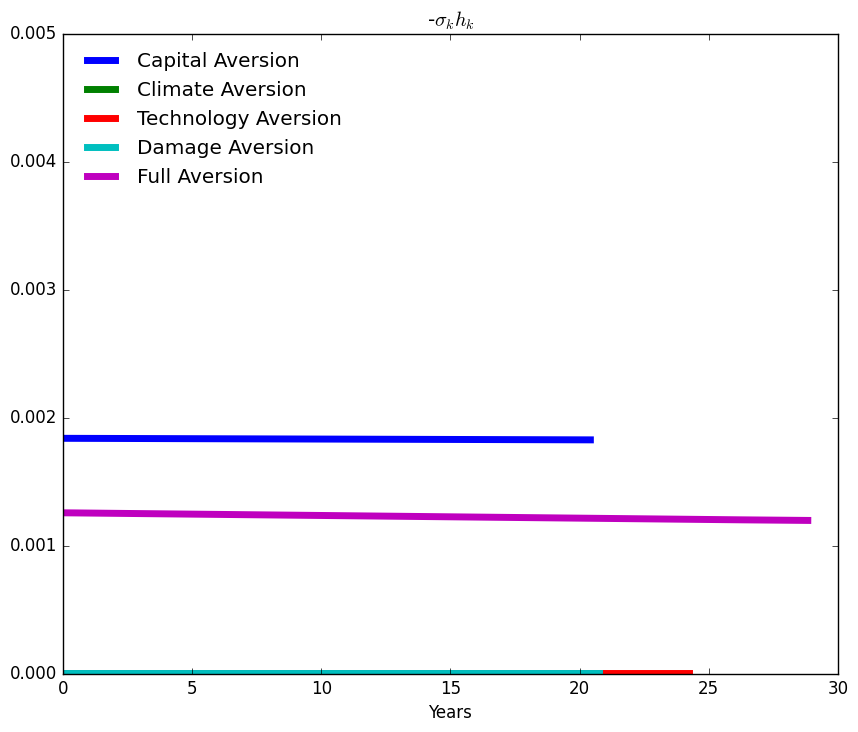 -σₖhₖ
0.005
Capital Aversion
Climate Aversion
Technology Aversion
Damage Aversion
Full Aversion
0.004
0.003
0.002
0.001
0.000
0 5 10 15 20 25 30
Years